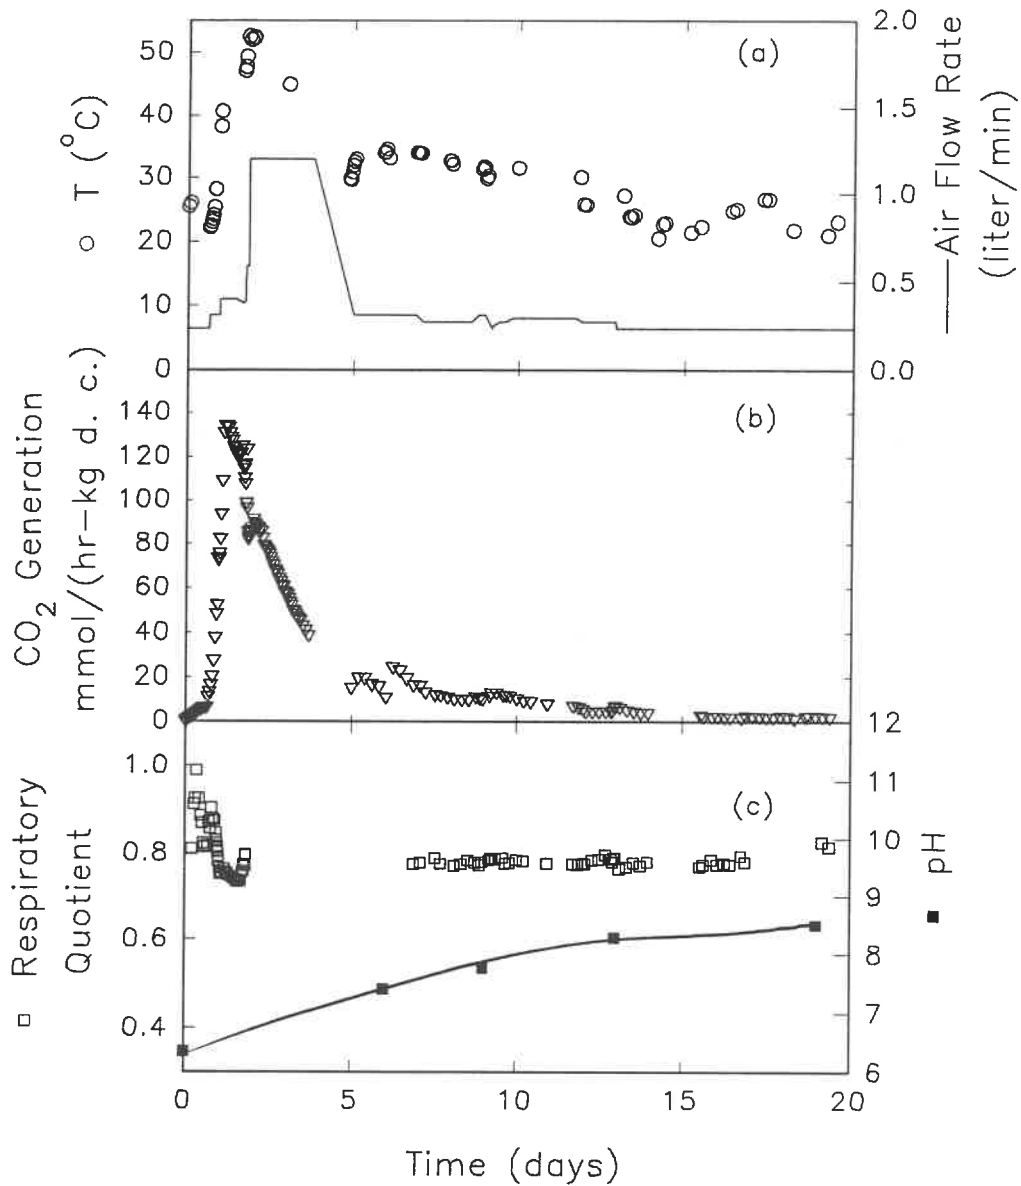 50
40
30
20
10
0
○ T (°C)
(a)
2.0
1.5
1.0
0.5
0.0
—Air Flow Rate
(liter/min)
140
120
100
80
60
40
20
0
CO2 Generation
mmol/(hr-kg d. c.)
(b)
1.0
0.8
0.6
0.4
□ Respiratory
Quotient
(c)
12
11
10
9
8
7
6
■ pH
0 5 10 15 20
Time (days)